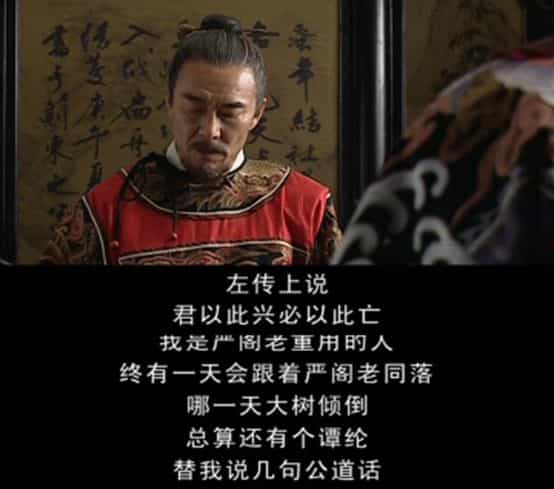 左传上说
君以此兴必以此亡
我是严阁老重用的人
终有一天会跟着严阁老同落
哪一天大树倾倒
总算还有个谭纶
替我说几句公道话